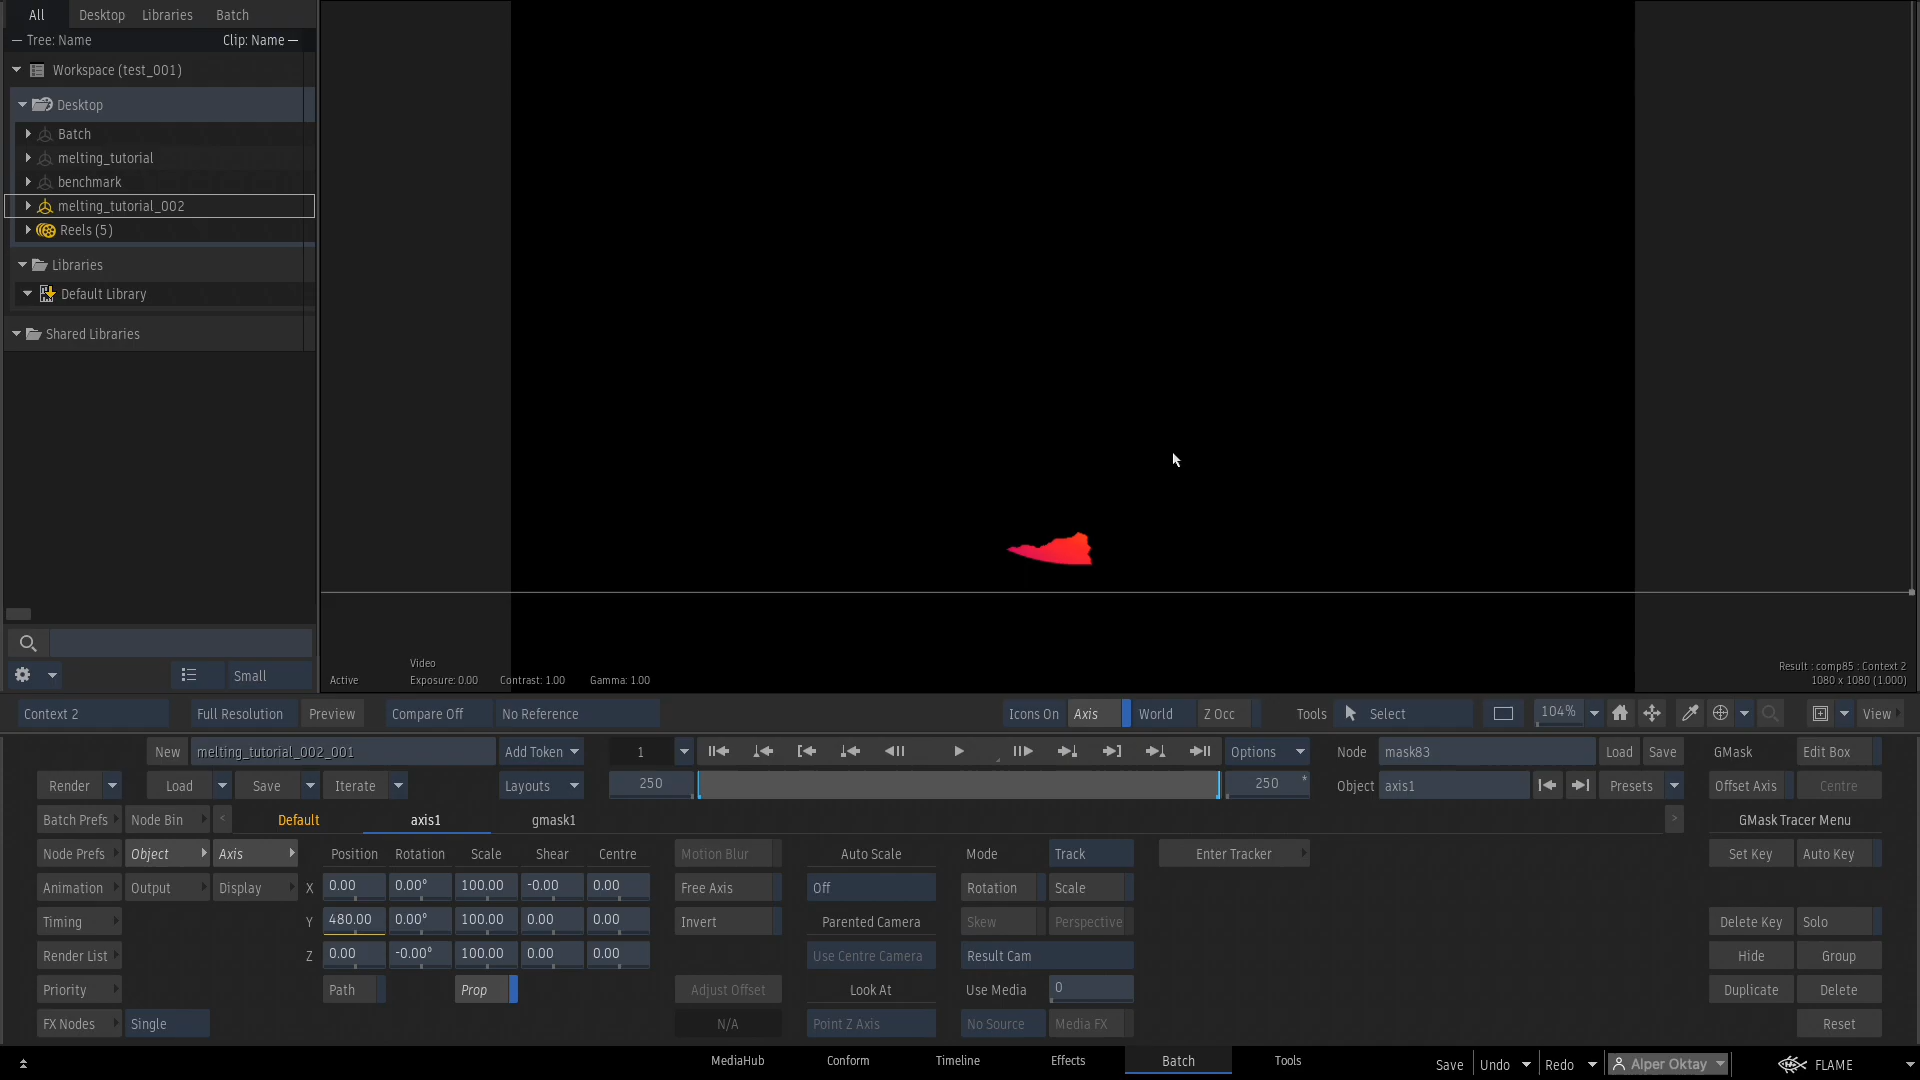 All Desktop Libraries Batch
Tree: Name Clip: Name
Workspace (test_001)
Desktop
Batch
melting_tutorial
benchmark
melting_tutorial_002
Reels (5)
Libraries
Default Library
Shared Libraries
Small
Video
Active Exposure: 0.00 Contrast: 1.00 Gamma: 1.00
Result : comp85 : Context 2
1080 x 1080 (1.000)
Context 2 Full Resolution Preview Compare Off No Reference Icons On Axis World Z Occ Tools Select 104% View
New melting_tutorial_002_001 Add Token 1 Options Node mask83 Load Save GMask Edit Box
Render Load Save Iterate Layouts 250 250 * Object axis1 Presets Offset Axis Centre
Batch Prefs Node Bin < Default axis1 gmask1 > GMask Tracer Menu
Node Prefs Object Axis Position Rotation Scale Shear Centre Motion Blur Auto Scale Mode Track Enter Tracker Set Key Auto Key
Animation Output Display X 0.00 0.00° 100.00 -0.00 0.00 Free Axis Off Rotation Scale
Timing Y 480.00 0.00° 100.00 0.00 0.00 Invert Parented Camera Skew Perspective Delete Key Solo
Render List Z 0.00 -0.00° 100.00 0.00 0.00 Use Centre Camera Result Cam Hide Group
Priority Path Prop Adjust Offset Look At Use Media 0 Duplicate Delete
FX Nodes Single N/A Point Z Axis No Source Media FX Reset
MediaHub Conform Timeline Effects Batch Tools Save Undo Redo Alper Oktay FLAME